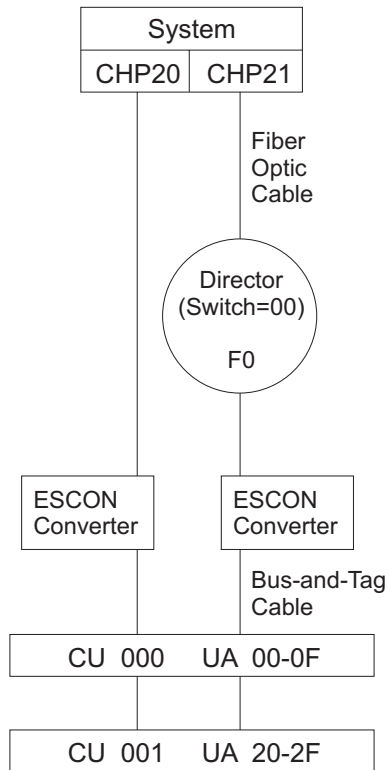 System
CHP20 CHP21
Fiber
Optic
Cable
Director
(Switch=00)
F0
ESCON
Converter
ESCON
Converter
Bus-and-Tag
Cable
CU 000 UA 00-0F
CU 001 UA 20-2F